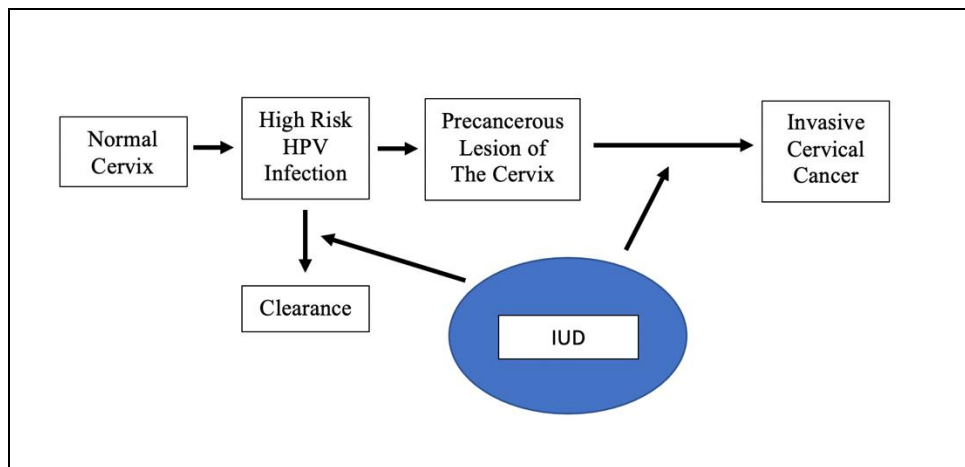 Normal
Cervix
High Risk
HPV
Infection
Precancerous
Lesion of
The Cervix
Invasive
Cervical
Cancer
Clearance
IUD